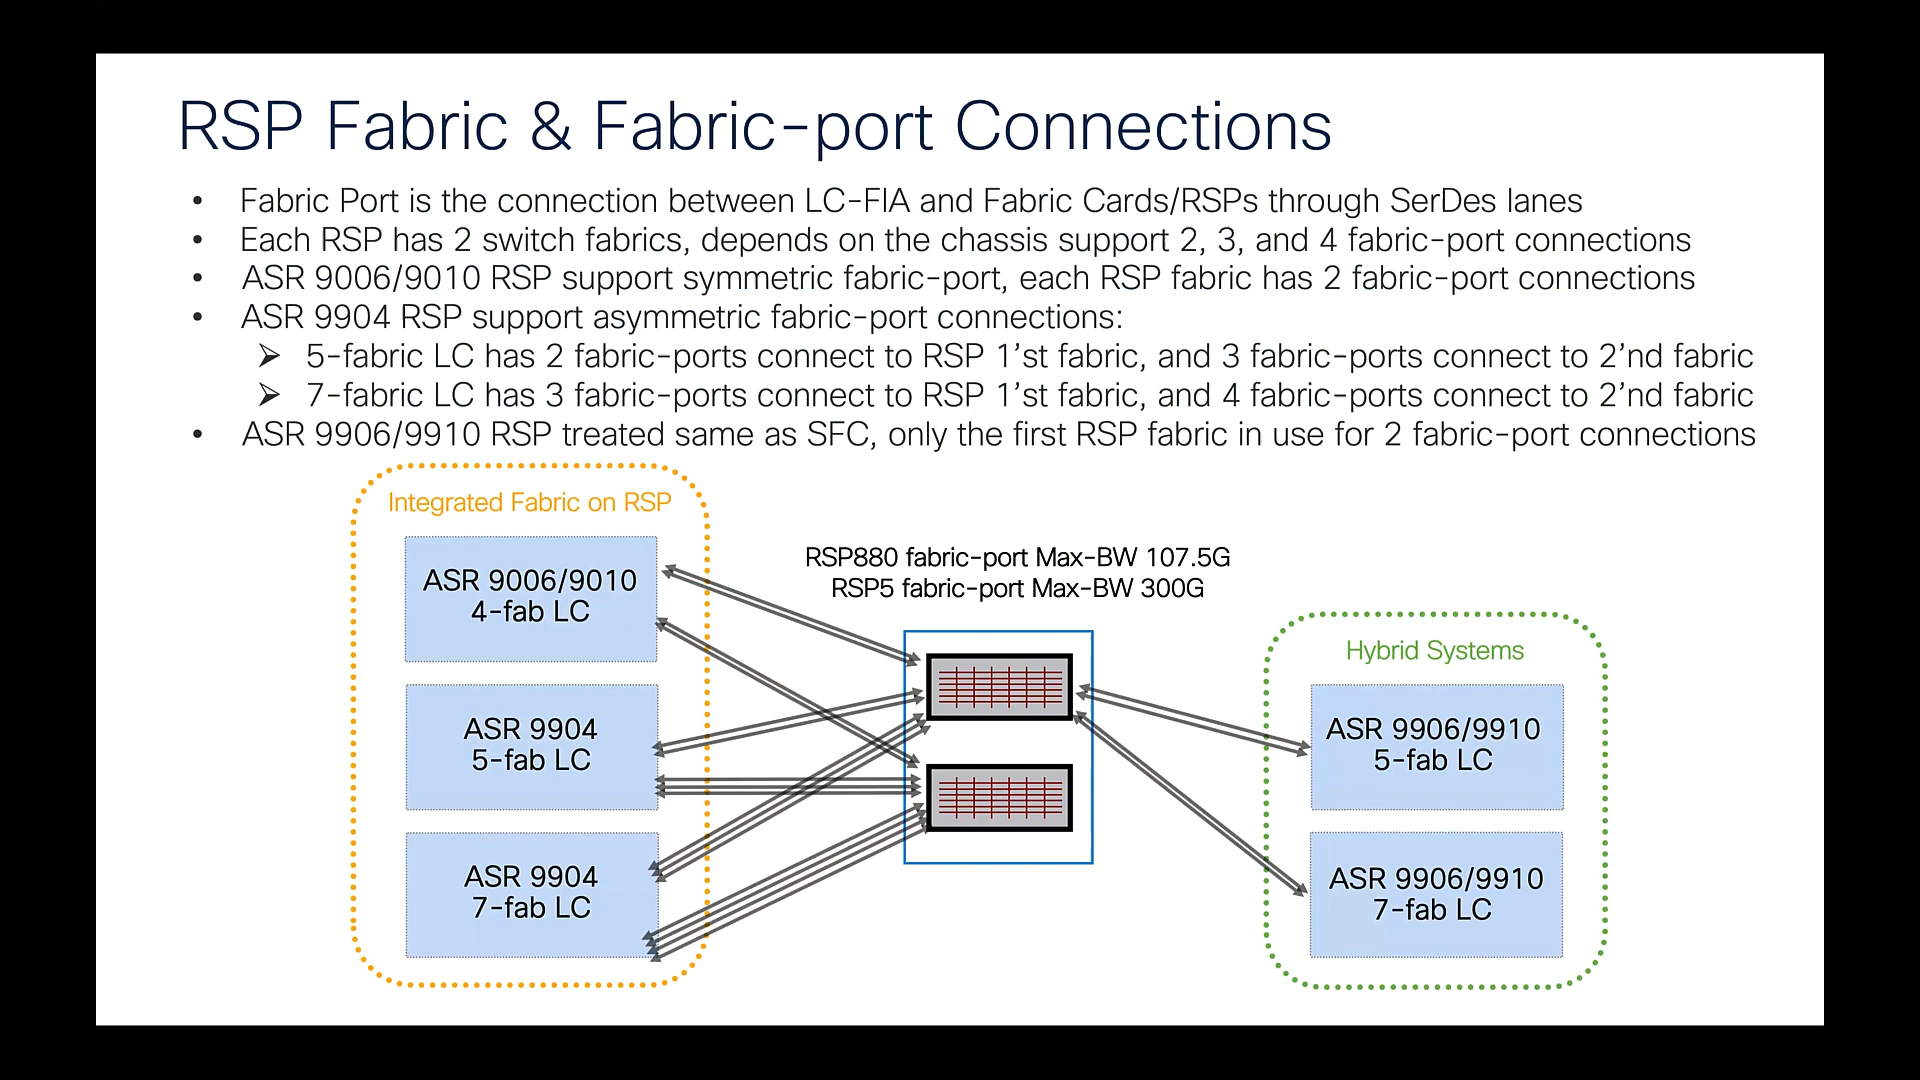 RSP Fabric & Fabric-port Connections
• Fabric Port is the connection between LC-FIA and Fabric Cards/RSPs through SerDes lanes
• Each RSP has 2 switch fabrics, depends on the chassis support 2, 3, and 4 fabric-port connections
• ASR 9006/9010 RSP support symmetric fabric-port, each RSP fabric has 2 fabric-port connections
• ASR 9904 RSP support asymmetric fabric-port connections:
➢ 5-fabric LC has 2 fabric-ports connect to RSP 1’st fabric, and 3 fabric-ports connect to 2’nd fabric
➢ 7-fabric LC has 3 fabric-ports connect to RSP 1’st fabric, and 4 fabric-ports connect to 2’nd fabric
• ASR 9906/9910 RSP treated same as SFC, only the first RSP fabric in use for 2 fabric-port connections
Integrated Fabric on RSP
ASR 9006/9010
4-fab LC
ASR 9904
5-fab LC
ASR 9904
7-fab LC
RSP880 fabric-port Max-BW 107.5G
RSP5 fabric-port Max-BW 300G
Hybrid Systems
ASR 9906/9910
5-fab LC
ASR 9906/9910
7-fab LC